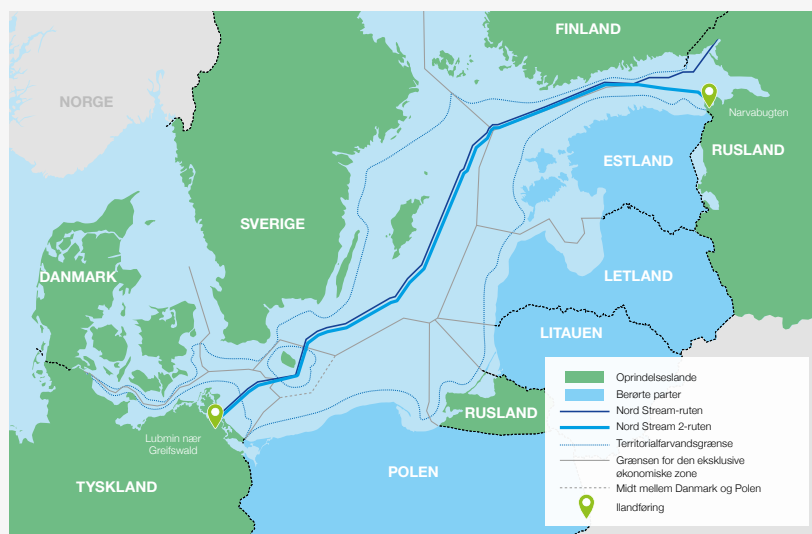 FINLAND
NORGE
Narvabugten
ESTLAND
RUSLAND
SVERIGE
DANMARK
LETLAND
LITAUEN
RUSLAND
Lubmin nær
Greifswald
POLEN
TYSKLAND
Oprindelseslande
Berørte parter
Nord Stream-ruten
Nord Stream 2-ruten
Territorialfarvandsgrænse
Grænsen for den eksklusive
økonomiske zone
Midt mellem Danmark og Polen
Ilandføring